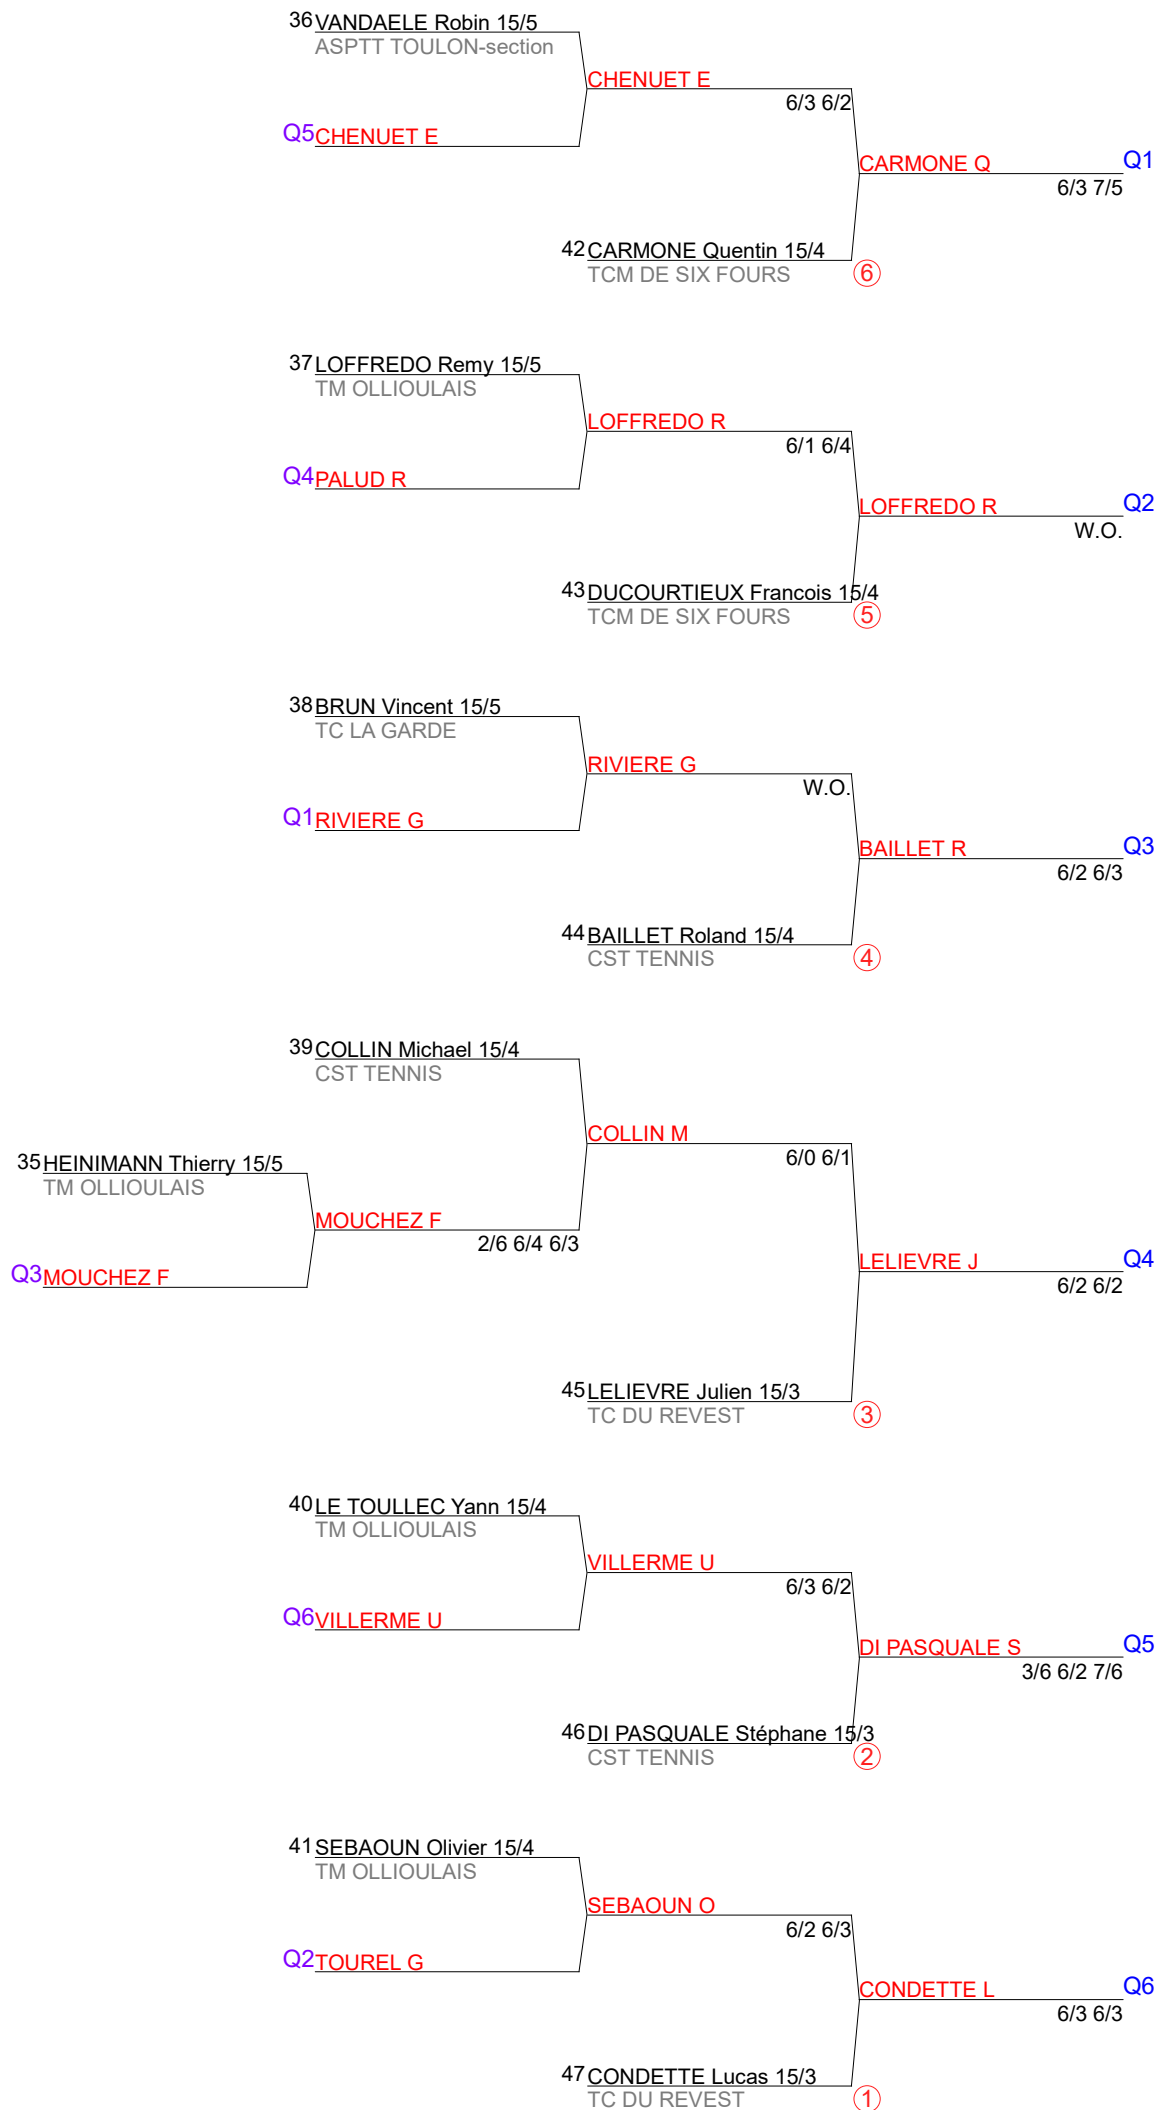 36 VANDAELE Robin 15/5
ASPTT TOULON-section
CHENUET E
6/3 6/2
Q5 CHENUET E
CARMONE Q Q1
6/3 7/5
42 CARMONE Quentin 15/4
TCM DE SIX FOURS 6
37 LOFFREDO Remy 15/5
TM OLLIOULAIS
LOFFREDO R
6/1 6/4
Q4 PALUD R
LOFFREDO R Q2
W.O.
43 DUCOURTIEUX Francois 15/4
TCM DE SIX FOURS 5
38 BRUN Vincent 15/5
TC LA GARDE
RIVIERE G
W.O.
Q1 RIVIERE G
BAILLET R Q3
6/2 6/3
44 BAILLET Roland 15/4
CST TENNIS 4
39 COLLIN Michael 15/4
CST TENNIS
COLLIN M
6/0 6/1
35 HEINIMANN Thierry 15/5
TM OLLIOULAIS
MOUCHEZ F
2/6 6/4 6/3
Q3 MOUCHEZ F
LELIEVRE J Q4
6/2 6/2
45 LELIEVRE Julien 15/3
TC DU REVEST 3
40 LE TOULLEC Yann 15/4
TM OLLIOULAIS
VILLERME U
6/3 6/2
Q6 VILLERME U
DI PASQUALE S Q5
3/6 6/2 7/6
46 DI PASQUALE Stéphane 15/3
CST TENNIS 2
41 SEBAOUN Olivier 15/4
TM OLLIOULAIS
SEBAOUN O
6/2 6/3
Q2 TOUREL G
CONDETTE L Q6
6/3 6/3
47 CONDETTE Lucas 15/3
TC DU REVEST 1